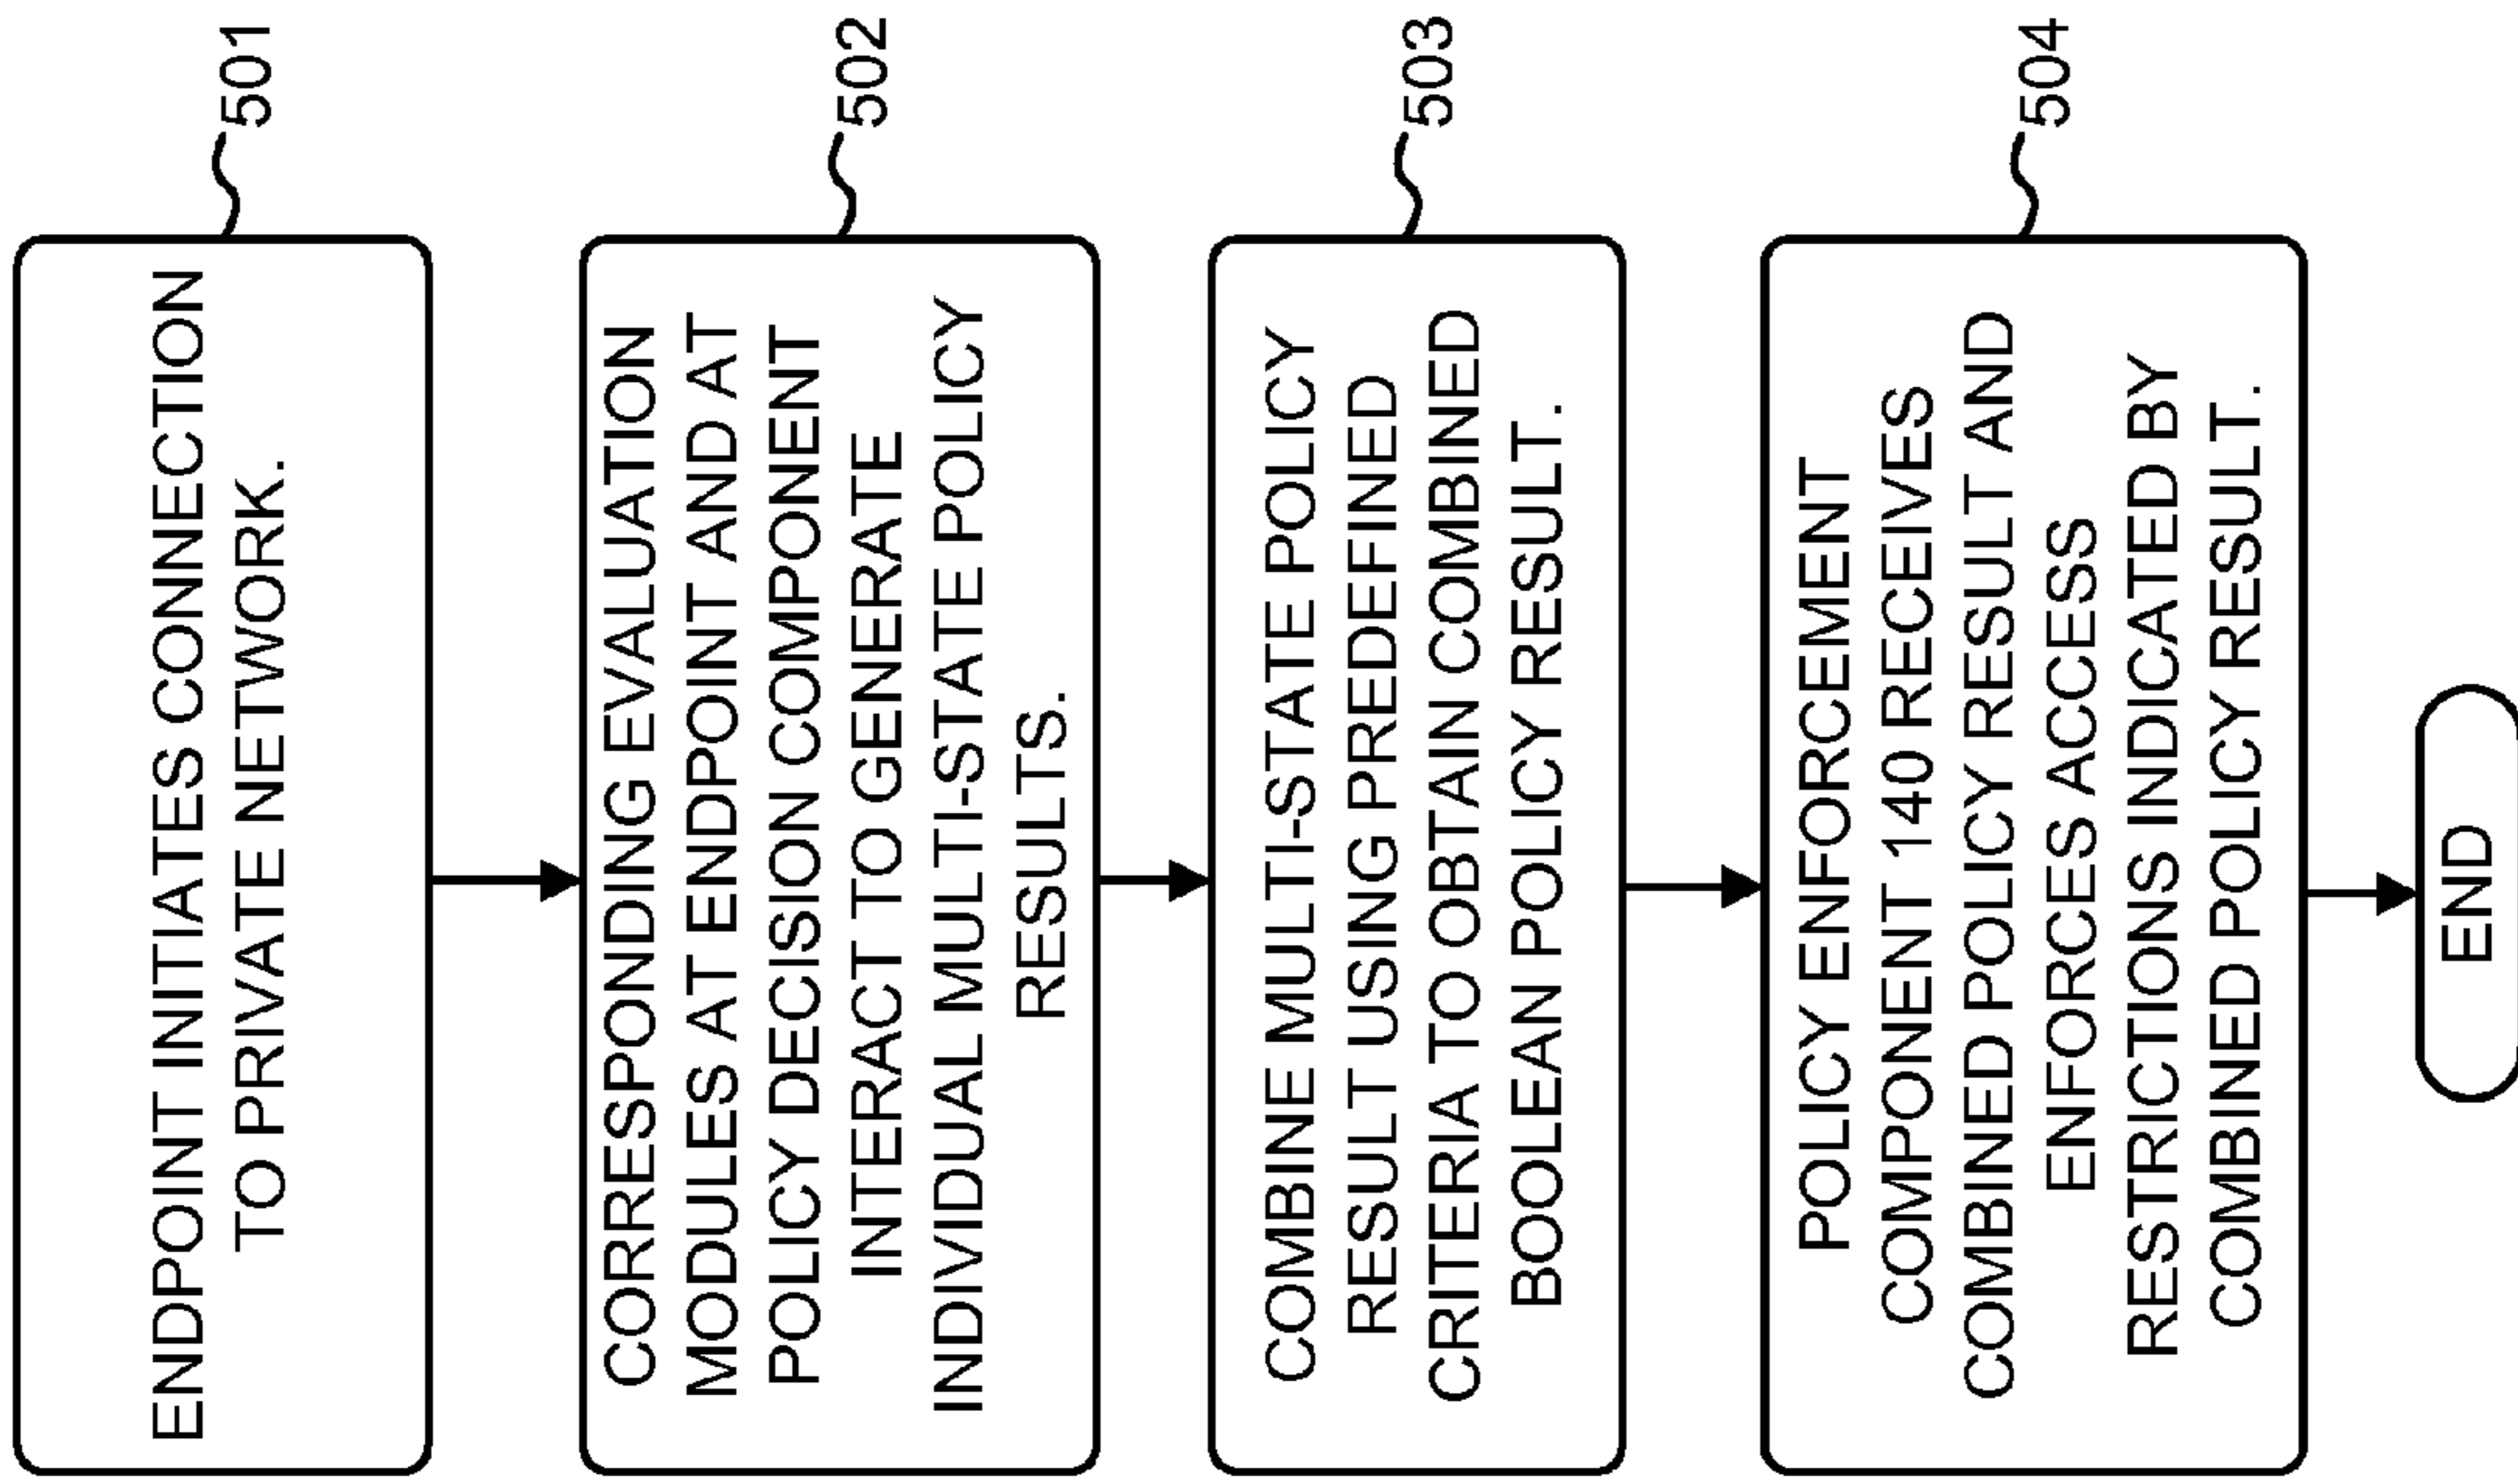 ENDPOINT INITIATES CONNECTION
TO PRIVATE NETWORK.
501
CORRESPONDING EVALUATION
MODULES AT ENDPOINT AND AT
POLICY DECISION COMPONENT
INTERACT TO GENERATE
INDIVIDUAL MULTI-STATE POLICY
RESULTS.
502
COMBINE MULTI-STATE POLICY
RESULT USING PREDEFINED
CRITERIA TO OBTAIN COMBINED
BOOLEAN POLICY RESULT.
503
POLICY ENFORCEMENT
COMPONENT 140 RECEIVES
COMBINED POLICY RESULT AND
ENFORCES ACCESS
RESTRICTIONS INDICATED BY
COMBINED POLICY RESULT.
504
END